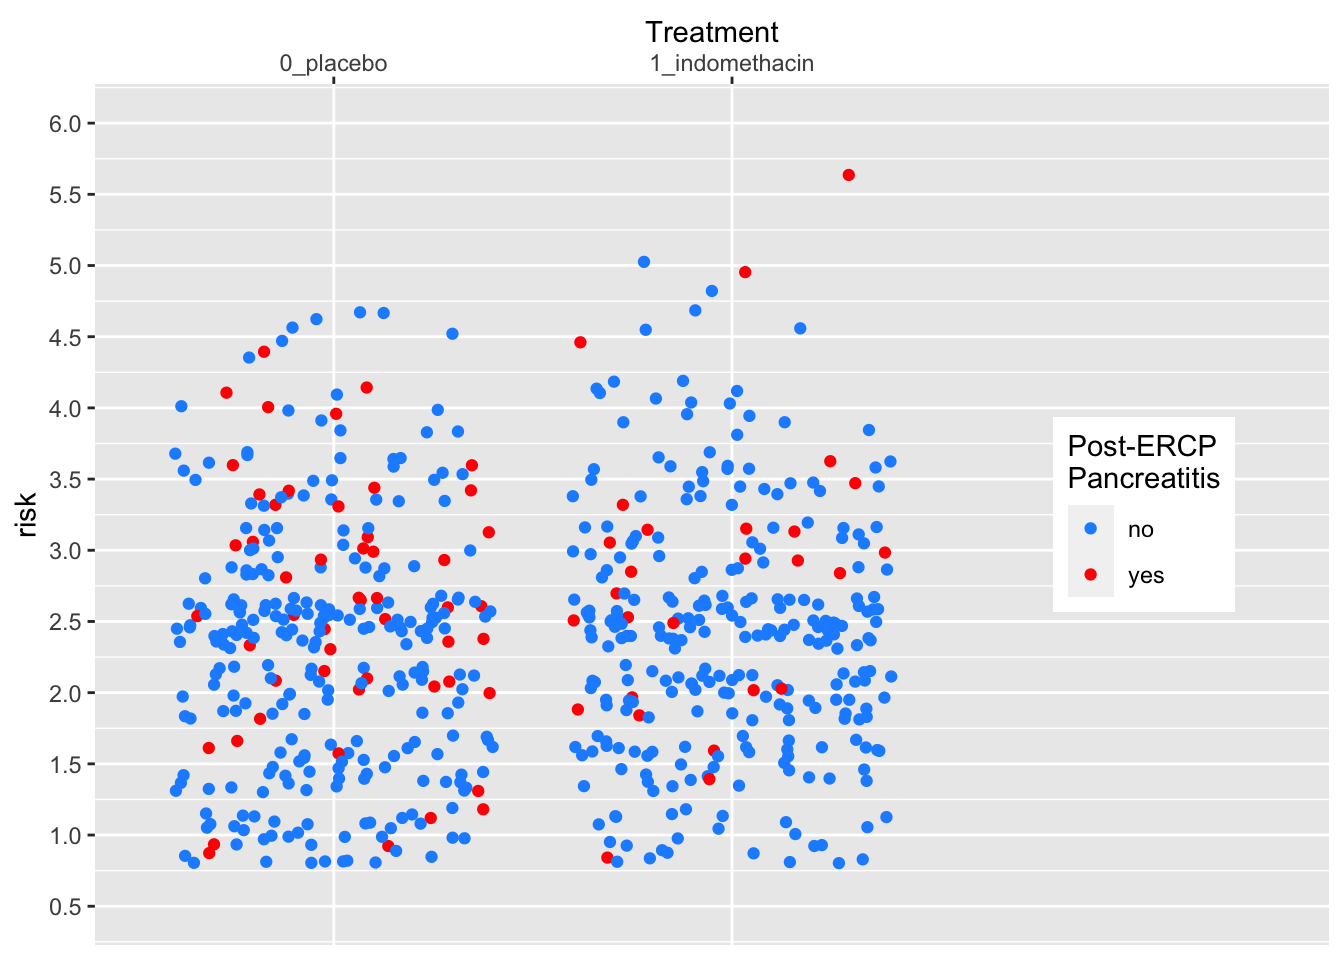 Treatment
0_placebo
1_indomethacin
6.0
5.5
5.0
4.5
4.0
3.5
3.0
2.5
2.0
1.5
1.0
0.5
risk
Post-ERCP
Pancreatitis
no
yes